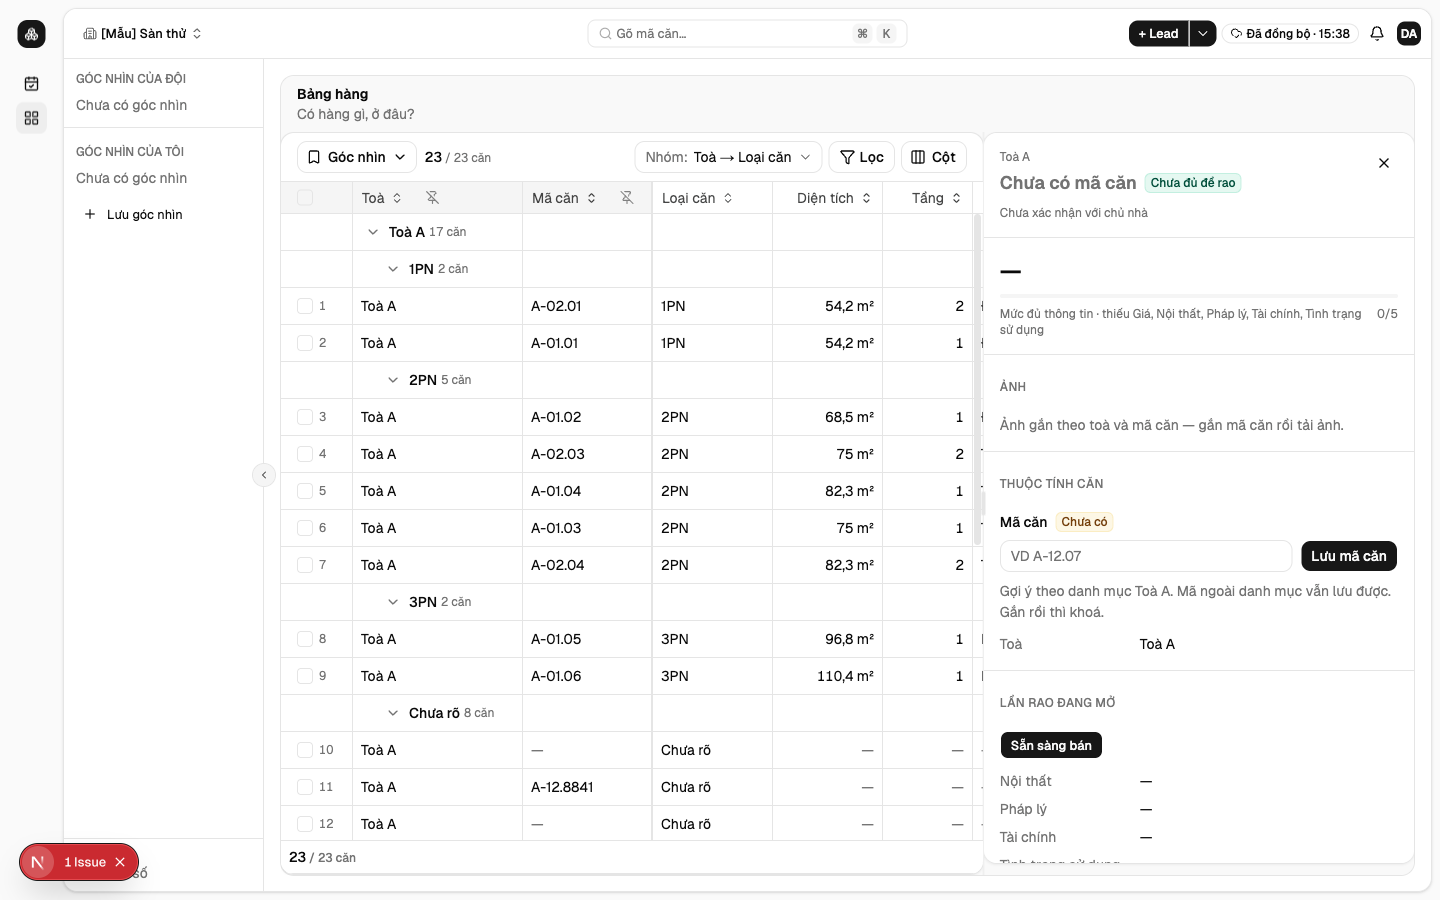 [Mẫu] Sàn thử
Gõ mã căn...
⌘ K
+ Lead
Đã đồng bộ · 15:38
DA
GÓC NHÌN CỦA ĐỘI
Chưa có góc nhìn
GÓC NHÌN CỦA TÔI
Chưa có góc nhìn
+ Lưu góc nhìn
Bảng hàng
Có hàng gì, ở đâu?
Góc nhìn
23 / 23 căn
Nhóm: Toà → Loại căn
Lọc
Cột
Toà Mã căn Loại căn Diện tích Tầng
Toà A 17 căn
1PN 2 căn
1 Toà A A-02.01 1PN 54,2 m² 2
2 Toà A A-01.01 1PN 54,2 m² 1
2PN 5 căn
3 Toà A A-01.02 2PN 68,5 m² 1
4 Toà A A-02.03 2PN 75 m² 2
5 Toà A A-01.04 2PN 82,3 m² 1
6 Toà A A-01.03 2PN 75 m² 1
7 Toà A A-02.04 2PN 82,3 m² 2
3PN 2 căn
8 Toà A A-01.05 3PN 96,8 m² 1
9 Toà A A-01.06 3PN 110,4 m² 1
Chưa rõ 8 căn
10 Toà A — Chưa rõ — —
11 Toà A A-12.8841 Chưa rõ — —
12 Toà A — Chưa rõ — —
23 / 23 căn
Toà A
Chưa có mã căn Chưa đủ để rao
Chưa xác nhận với chủ nhà
—
Mức đủ thông tin · thiếu Giá, Nội thất, Pháp lý, Tài chính, Tình trạng 0/5
sử dụng
ẢNH
Ảnh gắn theo toà và mã căn — gắn mã căn rồi tải ảnh.
THUỘC TÍNH CĂN
Mã căn Chưa có
VD A-12.07
Lưu mã căn
Gợi ý theo danh mục Toà A. Mã ngoài danh mục vẫn lưu được.
Gắn rồi thì khoá.
Toà Toà A
LẦN RAO ĐANG MỞ
Sẵn sàng bán
Nội thất —
Pháp lý —
Tài chính —
Tình trạng sử dụng
N 1 Issue
số